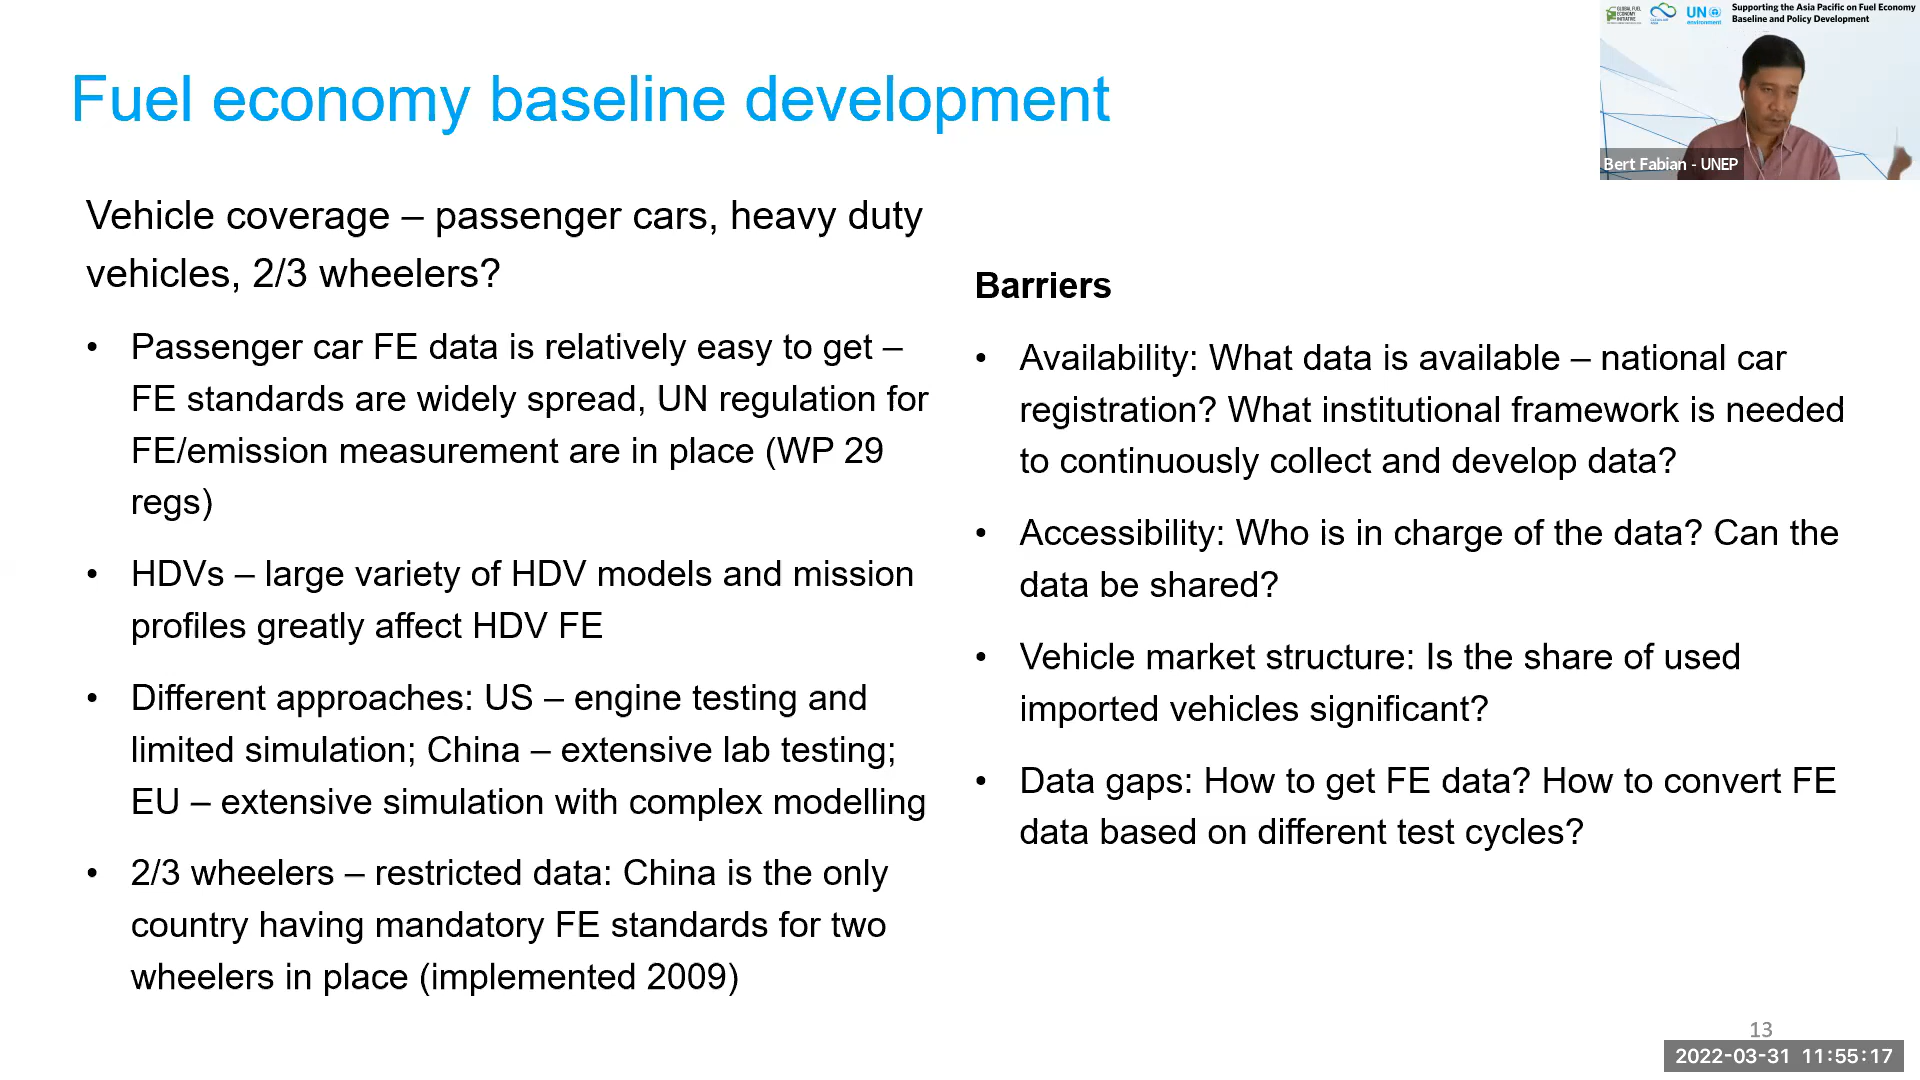 Fuel economy baseline development
Vehicle coverage – passenger cars, heavy duty
vehicles, 2/3 wheelers?
• Passenger car FE data is relatively easy to get –
FE standards are widely spread, UN regulation for
FE/emission measurement are in place (WP 29
regs)
• HDVs – large variety of HDV models and mission
profiles greatly affect HDV FE
• Different approaches: US – engine testing and
limited simulation; China – extensive lab testing;
EU – extensive simulation with complex modelling
• 2/3 wheelers – restricted data: China is the only
country having mandatory FE standards for two
wheelers in place (implemented 2009)
Barriers
• Availability: What data is available – national car
registration? What institutional framework is needed
to continuously collect and develop data?
• Accessibility: Who is in charge of the data? Can the
data be shared?
• Vehicle market structure: Is the share of used
imported vehicles significant?
• Data gaps: How to get FE data? How to convert FE
data based on different test cycles?
13
GLOBAL FUEL
ECONOMY
INITIATIVE
UN
environment
Supporting the Asia Pacific on Fuel Economy
Baseline and Policy Development
Bert Fabian - UNEP
2022-03-31 11:55:17